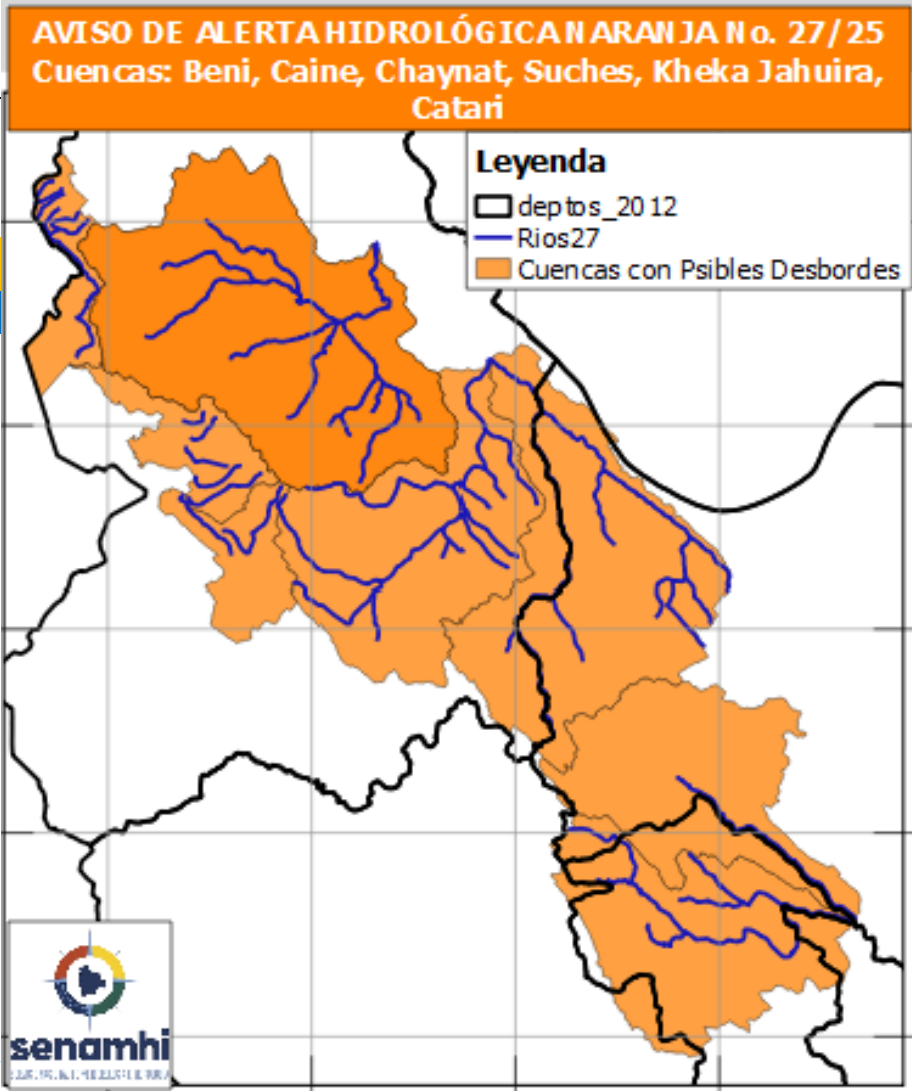 AVISO DE ALERTA HIDROLÓGICA NARANJA No. 27/25
Cuencas: Beni, Caine, Chaynat, Suches, Kheka Jahuira,
Catari
Leyenda
deptos_2012
Rios27
Cuencas con Psibles Desbordes
senamhi